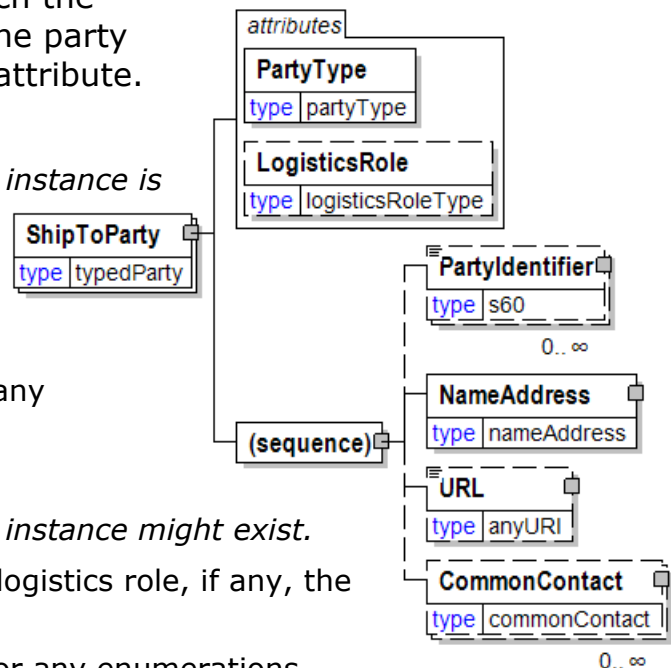 ch the
ne party
attribute.
instance is
any
instance might exist.
logistics role, if any, the
or any enumerations
attributes
PartyType
type partyType
LogisticsRole
type logisticsRoleType
ShipToParty
type typedParty
(sequence)
PartyIdentifier
type s60
0.. ∞
NameAddress
type nameAddress
URL
type anyURI
CommonContact
type commonContact
0.. ∞